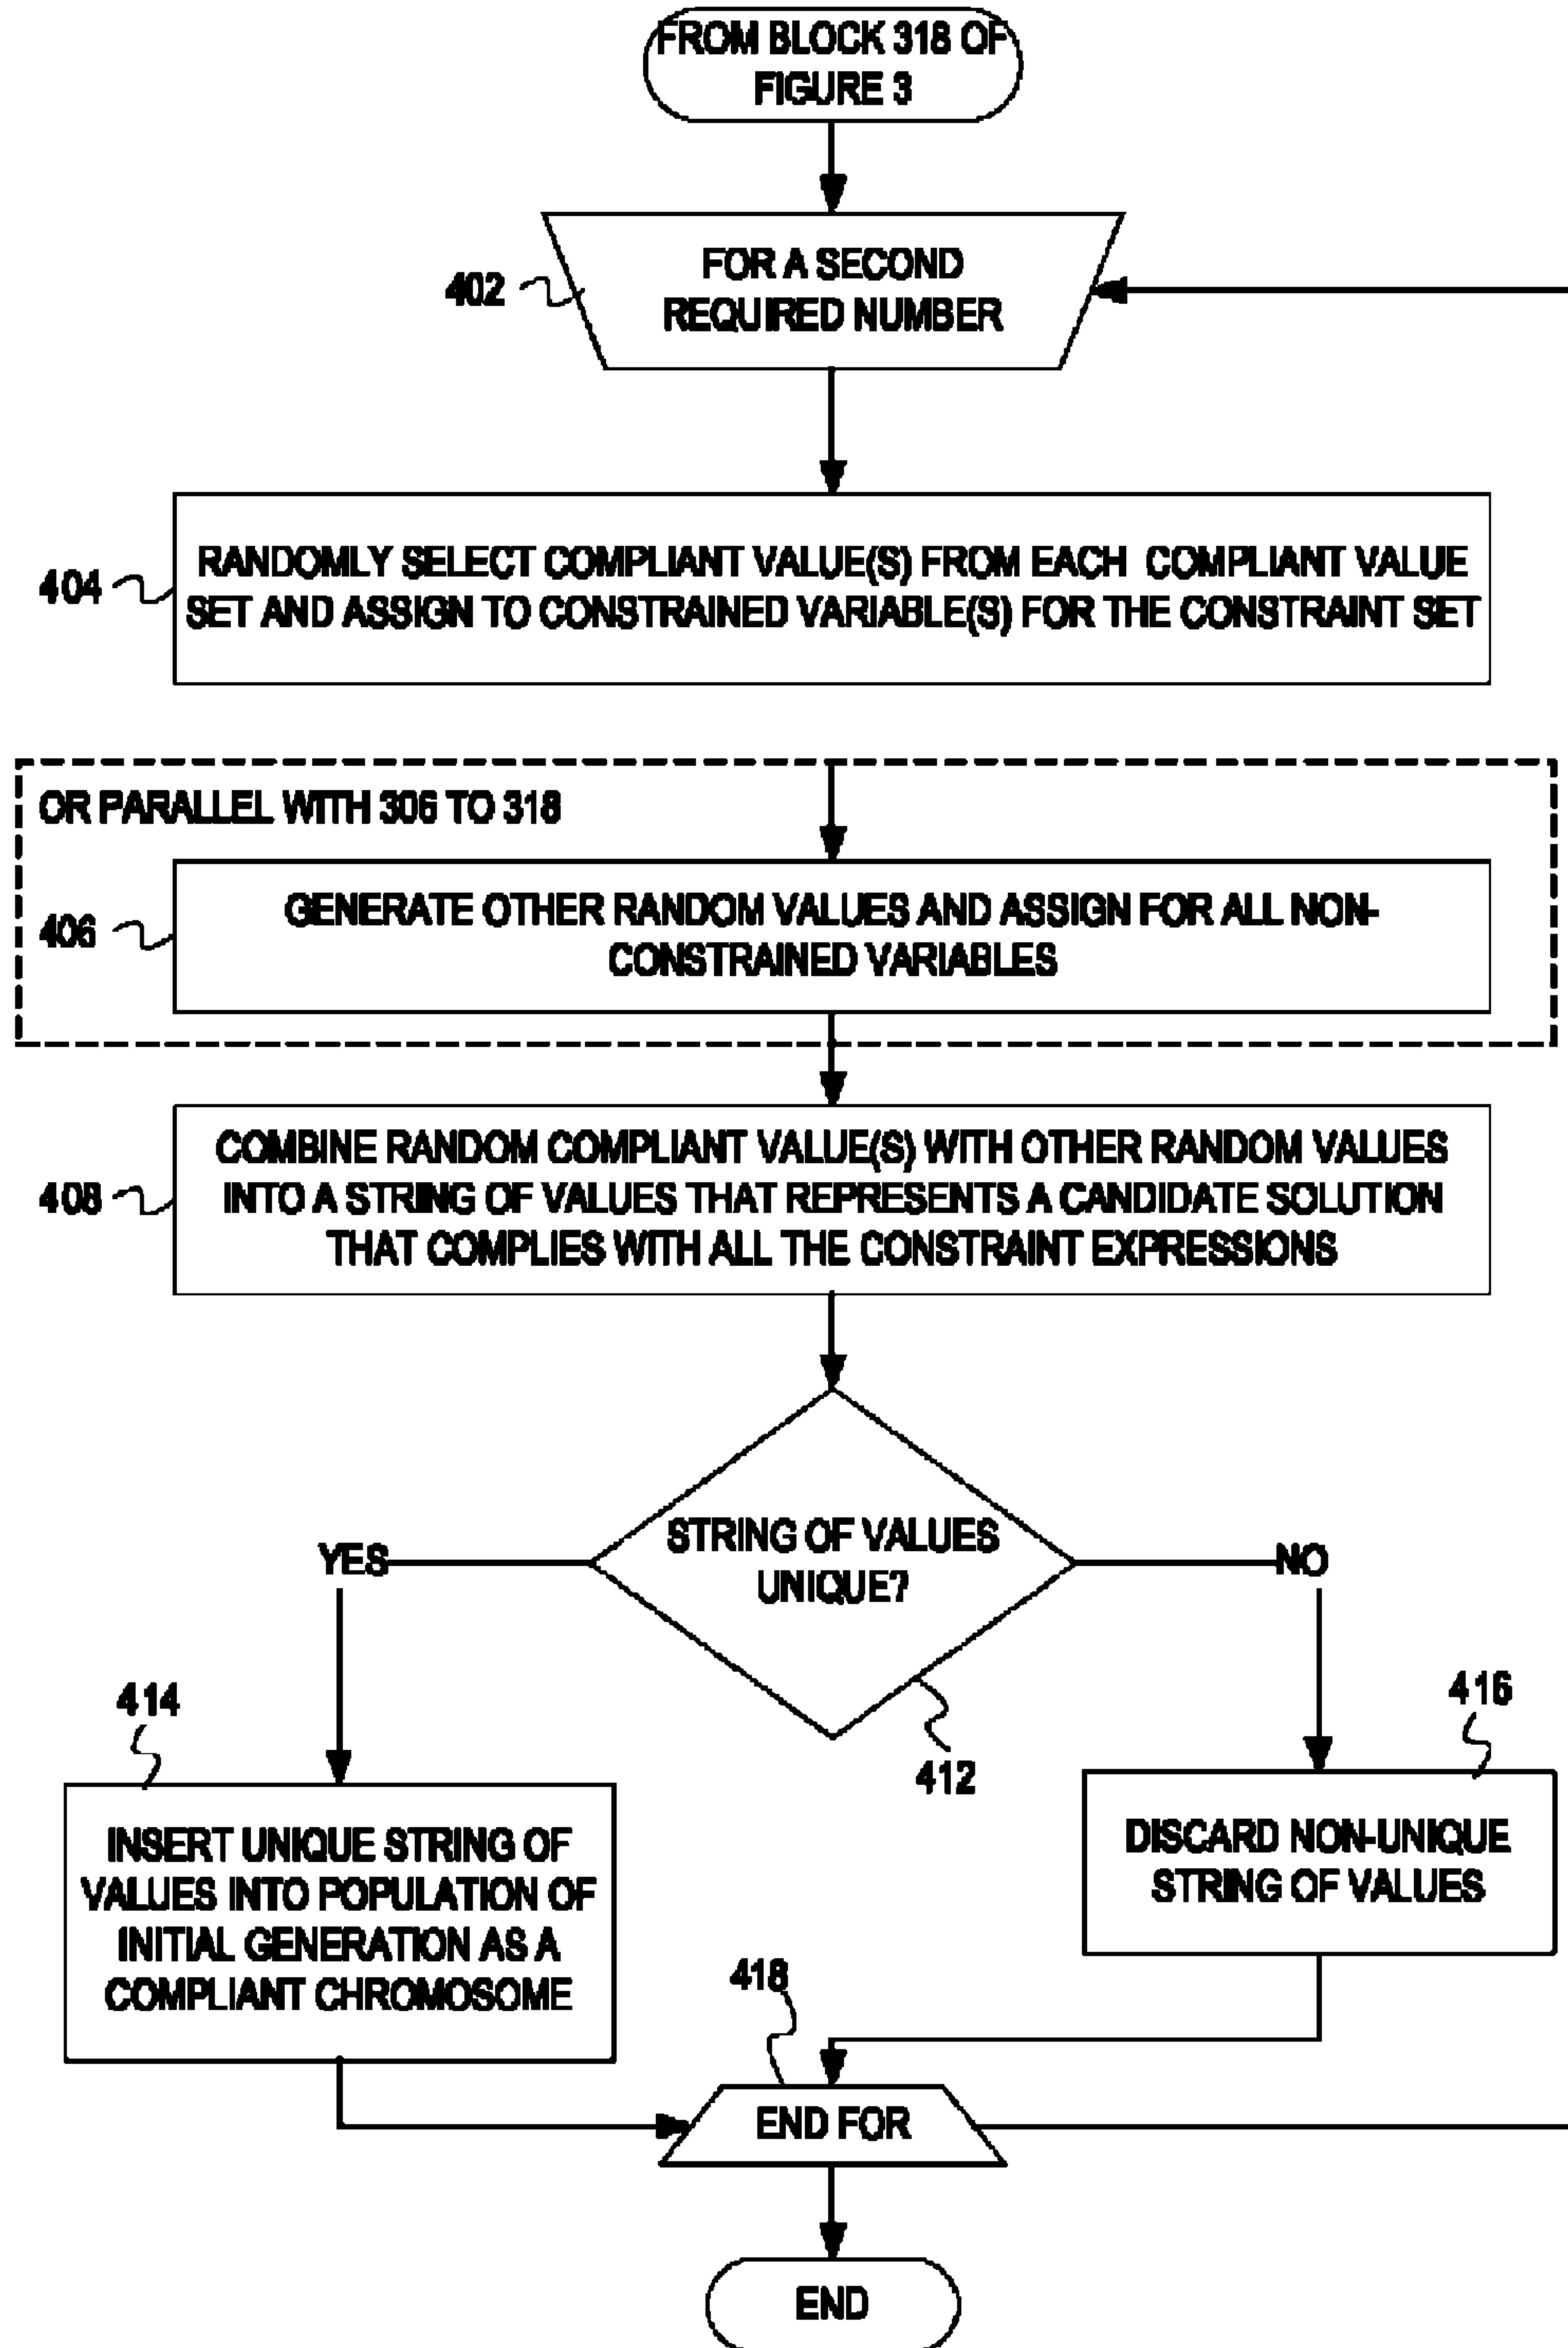 FROM BLOCK 318 OF
FIGURE 3
FOR A SECOND
REQUIRED NUMBER
402
RANDOMLY SELECT COMPLIANT VALUE(S) FROM EACH COMPLIANT VALUE
SET AND ASSIGN TO CONSTRAINED VARIABLE(S) FOR THE CONSTRAINT SET
404
OR PARALLEL WITH 306 TO 318
GENERATE OTHER RANDOM VALUES AND ASSIGN FOR ALL NON-
CONSTRAINED VARIABLES
406
COMBINE RANDOM COMPLIANT VALUE(S) WITH OTHER RANDOM VALUES
INTO A STRING OF VALUES THAT REPRESENTS A CANDIDATE SOLUTION
THAT COMPLIES WITH ALL THE CONSTRAINT EXPRESSIONS
408
STRING OF VALUES
UNIQUE?
YES
NO
412
414
416
INSERT UNIQUE STRING OF
VALUES INTO POPULATION OF
INITIAL GENERATION AS A
COMPLIANT CHROMOSOME
DISCARD NON-UNIQUE
STRING OF VALUES
418
END FOR
END